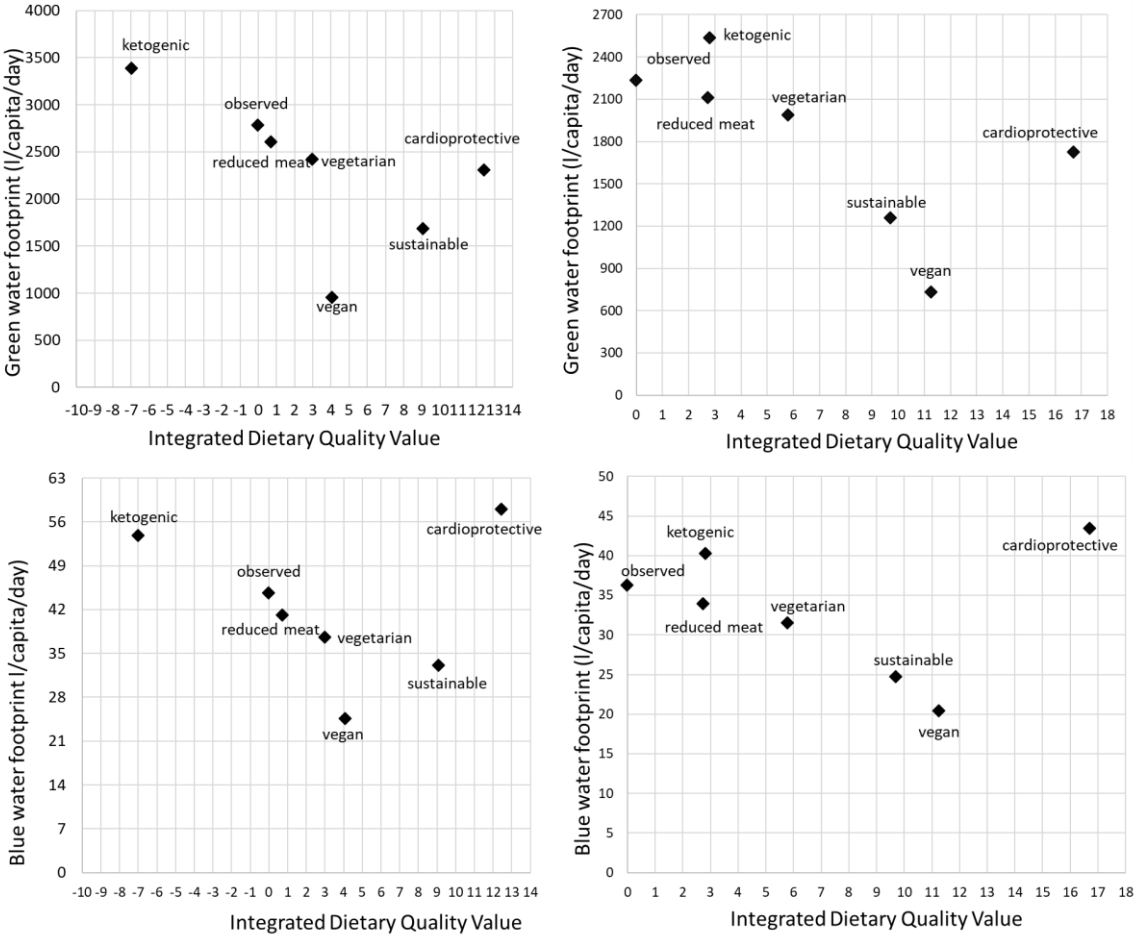 Green water footprint (l/capita/day)
4000
3500
3000
2500
2000
1500
1000
500
0
ketogenic
observed
cardioprotective
reduced meat
vegetarian
sustainable
vegan
-10-9 -8 -7 -6 -5 -4 -3 -2 -1 0 1 2 3 4 5 6 7 8 9 1011121314
Integrated Dietary Quality Value
Green water footprint (l/capita/day)
2700
2400
2100
1800
1500
1200
900
600
300
0
ketogenic
observed
vegetarian
reduced meat
cardioprotective
sustainable
vegan
0 1 2 3 4 5 6 7 8 9 10 11 12 13 14 15 16 17 18
Integrated Dietary Quality Value
Blue water footprint l/capita/day)
63
56
49
42
35
28
21
14
7
0
ketogenic
cardioprotective
observed
reduced meat
vegetarian
sustainable
vegan
-10 -9 -8 -7 -6 -5 -4 -3 -2 -1 0 1 2 3 4 5 6 7 8 9 10 11 12 13 14
Integrated Dietary Quality Value
Blue water footprint (l/capita/day)
50
45
40
35
30
25
20
15
10
5
0
ketogenic
cardioprotective
observed
vegetarian
reduced meat
sustainable
vegan
0 1 2 3 4 5 6 7 8 9 10 11 12 13 14 15 16 17 18
Integrated Dietary Quality Value